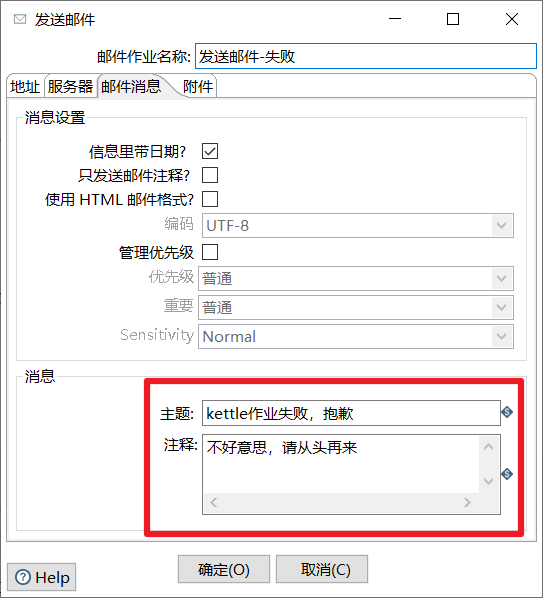 发送邮件
邮件作业名称: 发送邮件-失败
地址 服务器 邮件消息 附件
消息设置
信息里带日期?
只发送邮件注释?
使用 HTML 邮件格式?
编码 UTF-8
管理优先级
优先级 普通
重要 普通
Sensitivity Normal
消息
主题: kettle作业失败，抱歉
注释: 不好意思，请从头再来
Help 确定(O) 取消(C)